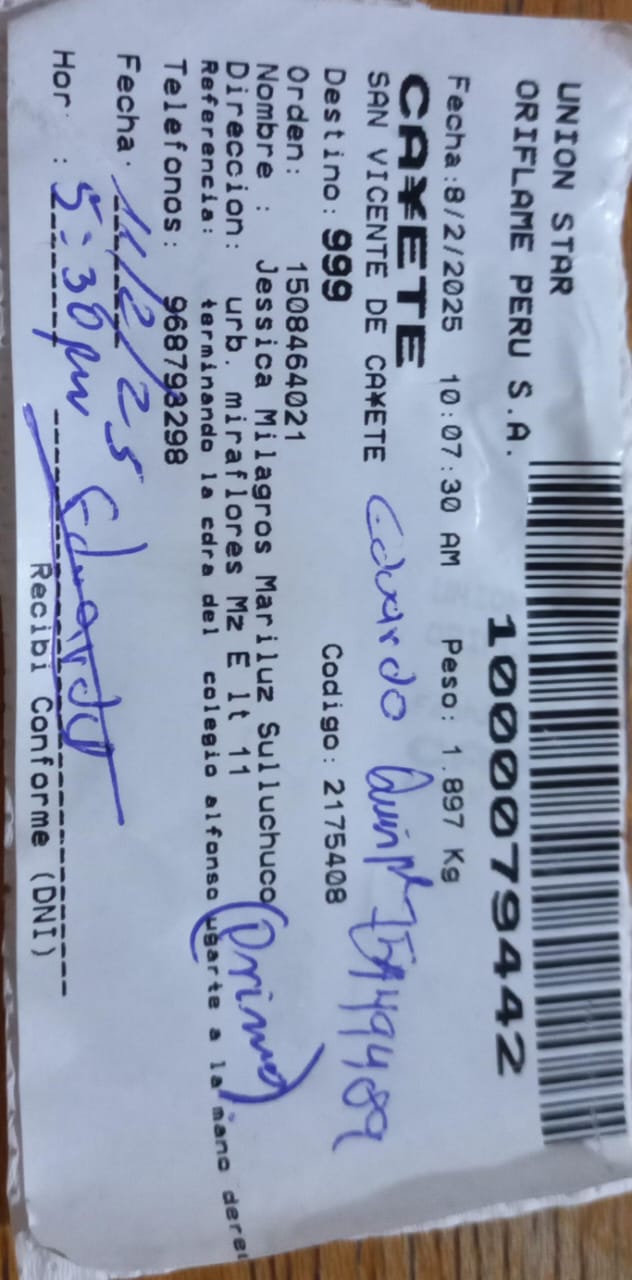 UNION STAR
ORIFLAME PERU S.A.
1000079442
Fecha:8/2/2025 10:07:30 AM Peso: 1.897 Kg
CA¥ETE
SAN VICENTE DE CA¥ETE Eduardo
Destino: 999 Codigo: 2175408
Orden: 1508464021
Nombre : Jessica Milagros Mariluz Sulluchuco
Direccion: urb. miraflores Mz E lt 11 (Primo)
Referencia: terminando la cdra del colegio alfonso ugarte a la mano dere
Telefonos: 968793298
Fecha: 11/2/25 Eduardo
Hor : 5:30 pm
Recibi Conforme (DNI)